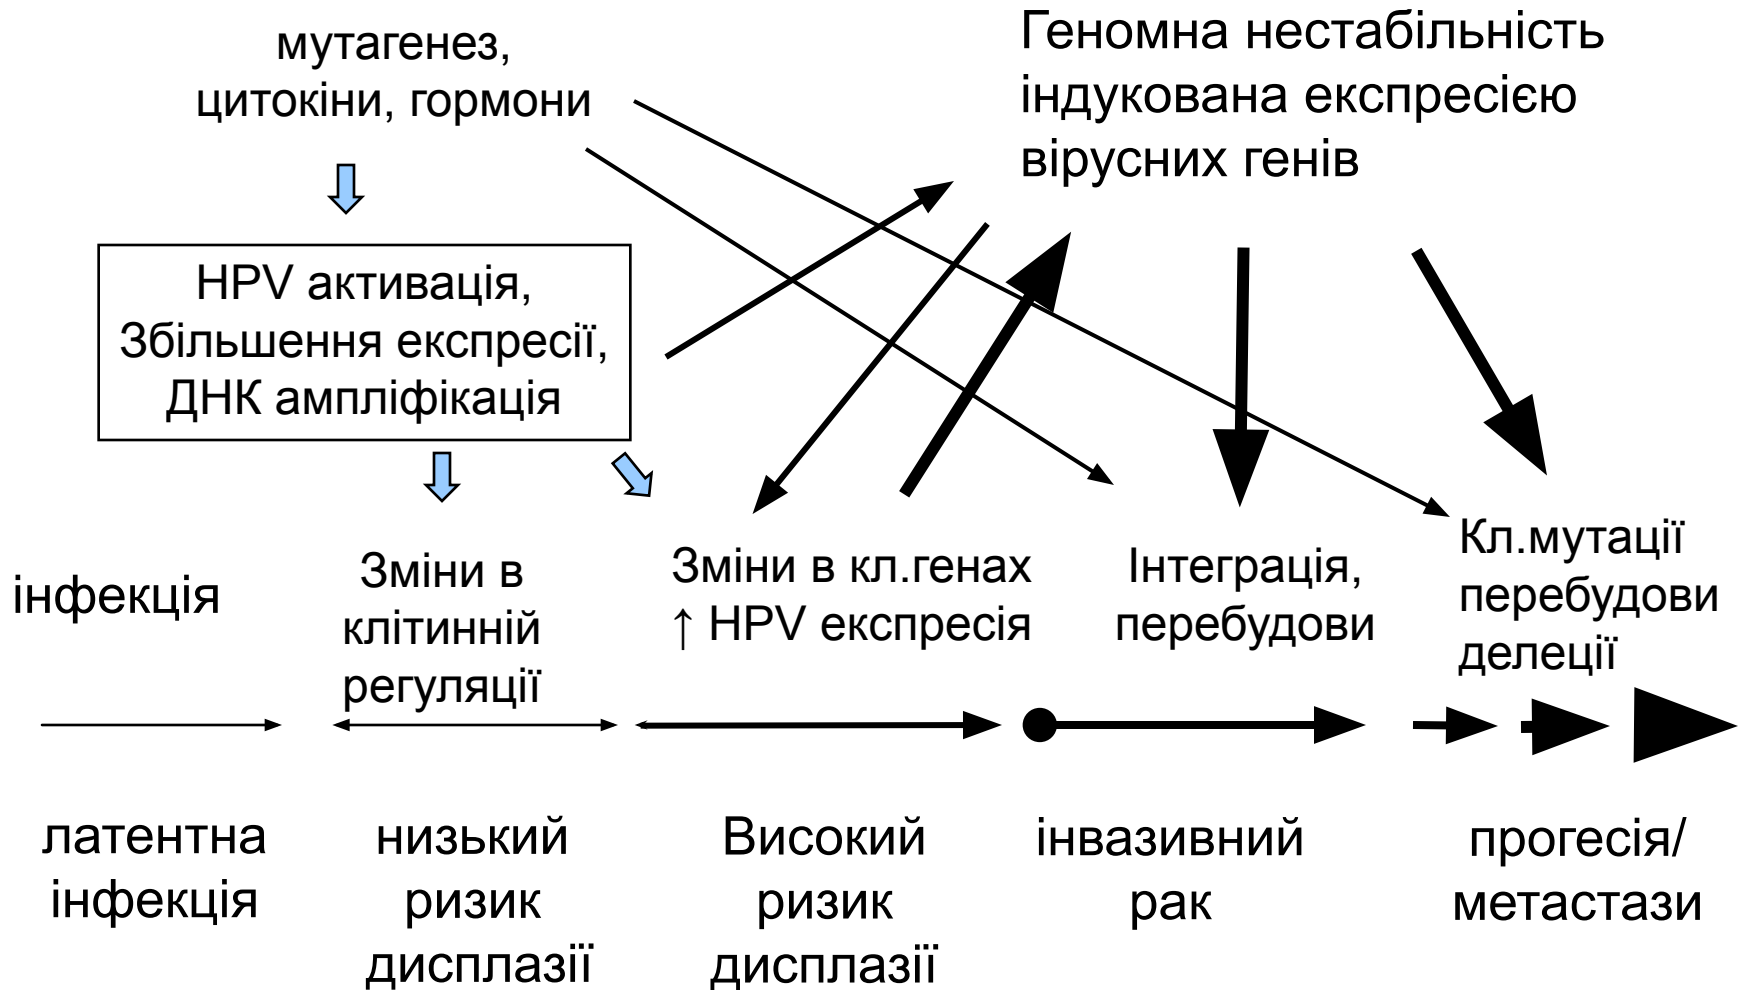 мутагенез,
цитокіни, гормони
Геномна нестабільність
індукована експресією
вірусних генів
HPV активація,
Збільшення експресії,
ДНК ампліфікація
інфекція
Зміни в
клітинній
регуляції
Зміни в кл.генах
↑ HPV експресія
Інтеграція,
перебудови
Кл.мутації
перебудови
делеції
латентна
інфекція
низький
ризик
дисплазії
Високий
ризик
дисплазії
інвазивний
рак
прогесія/
метастази